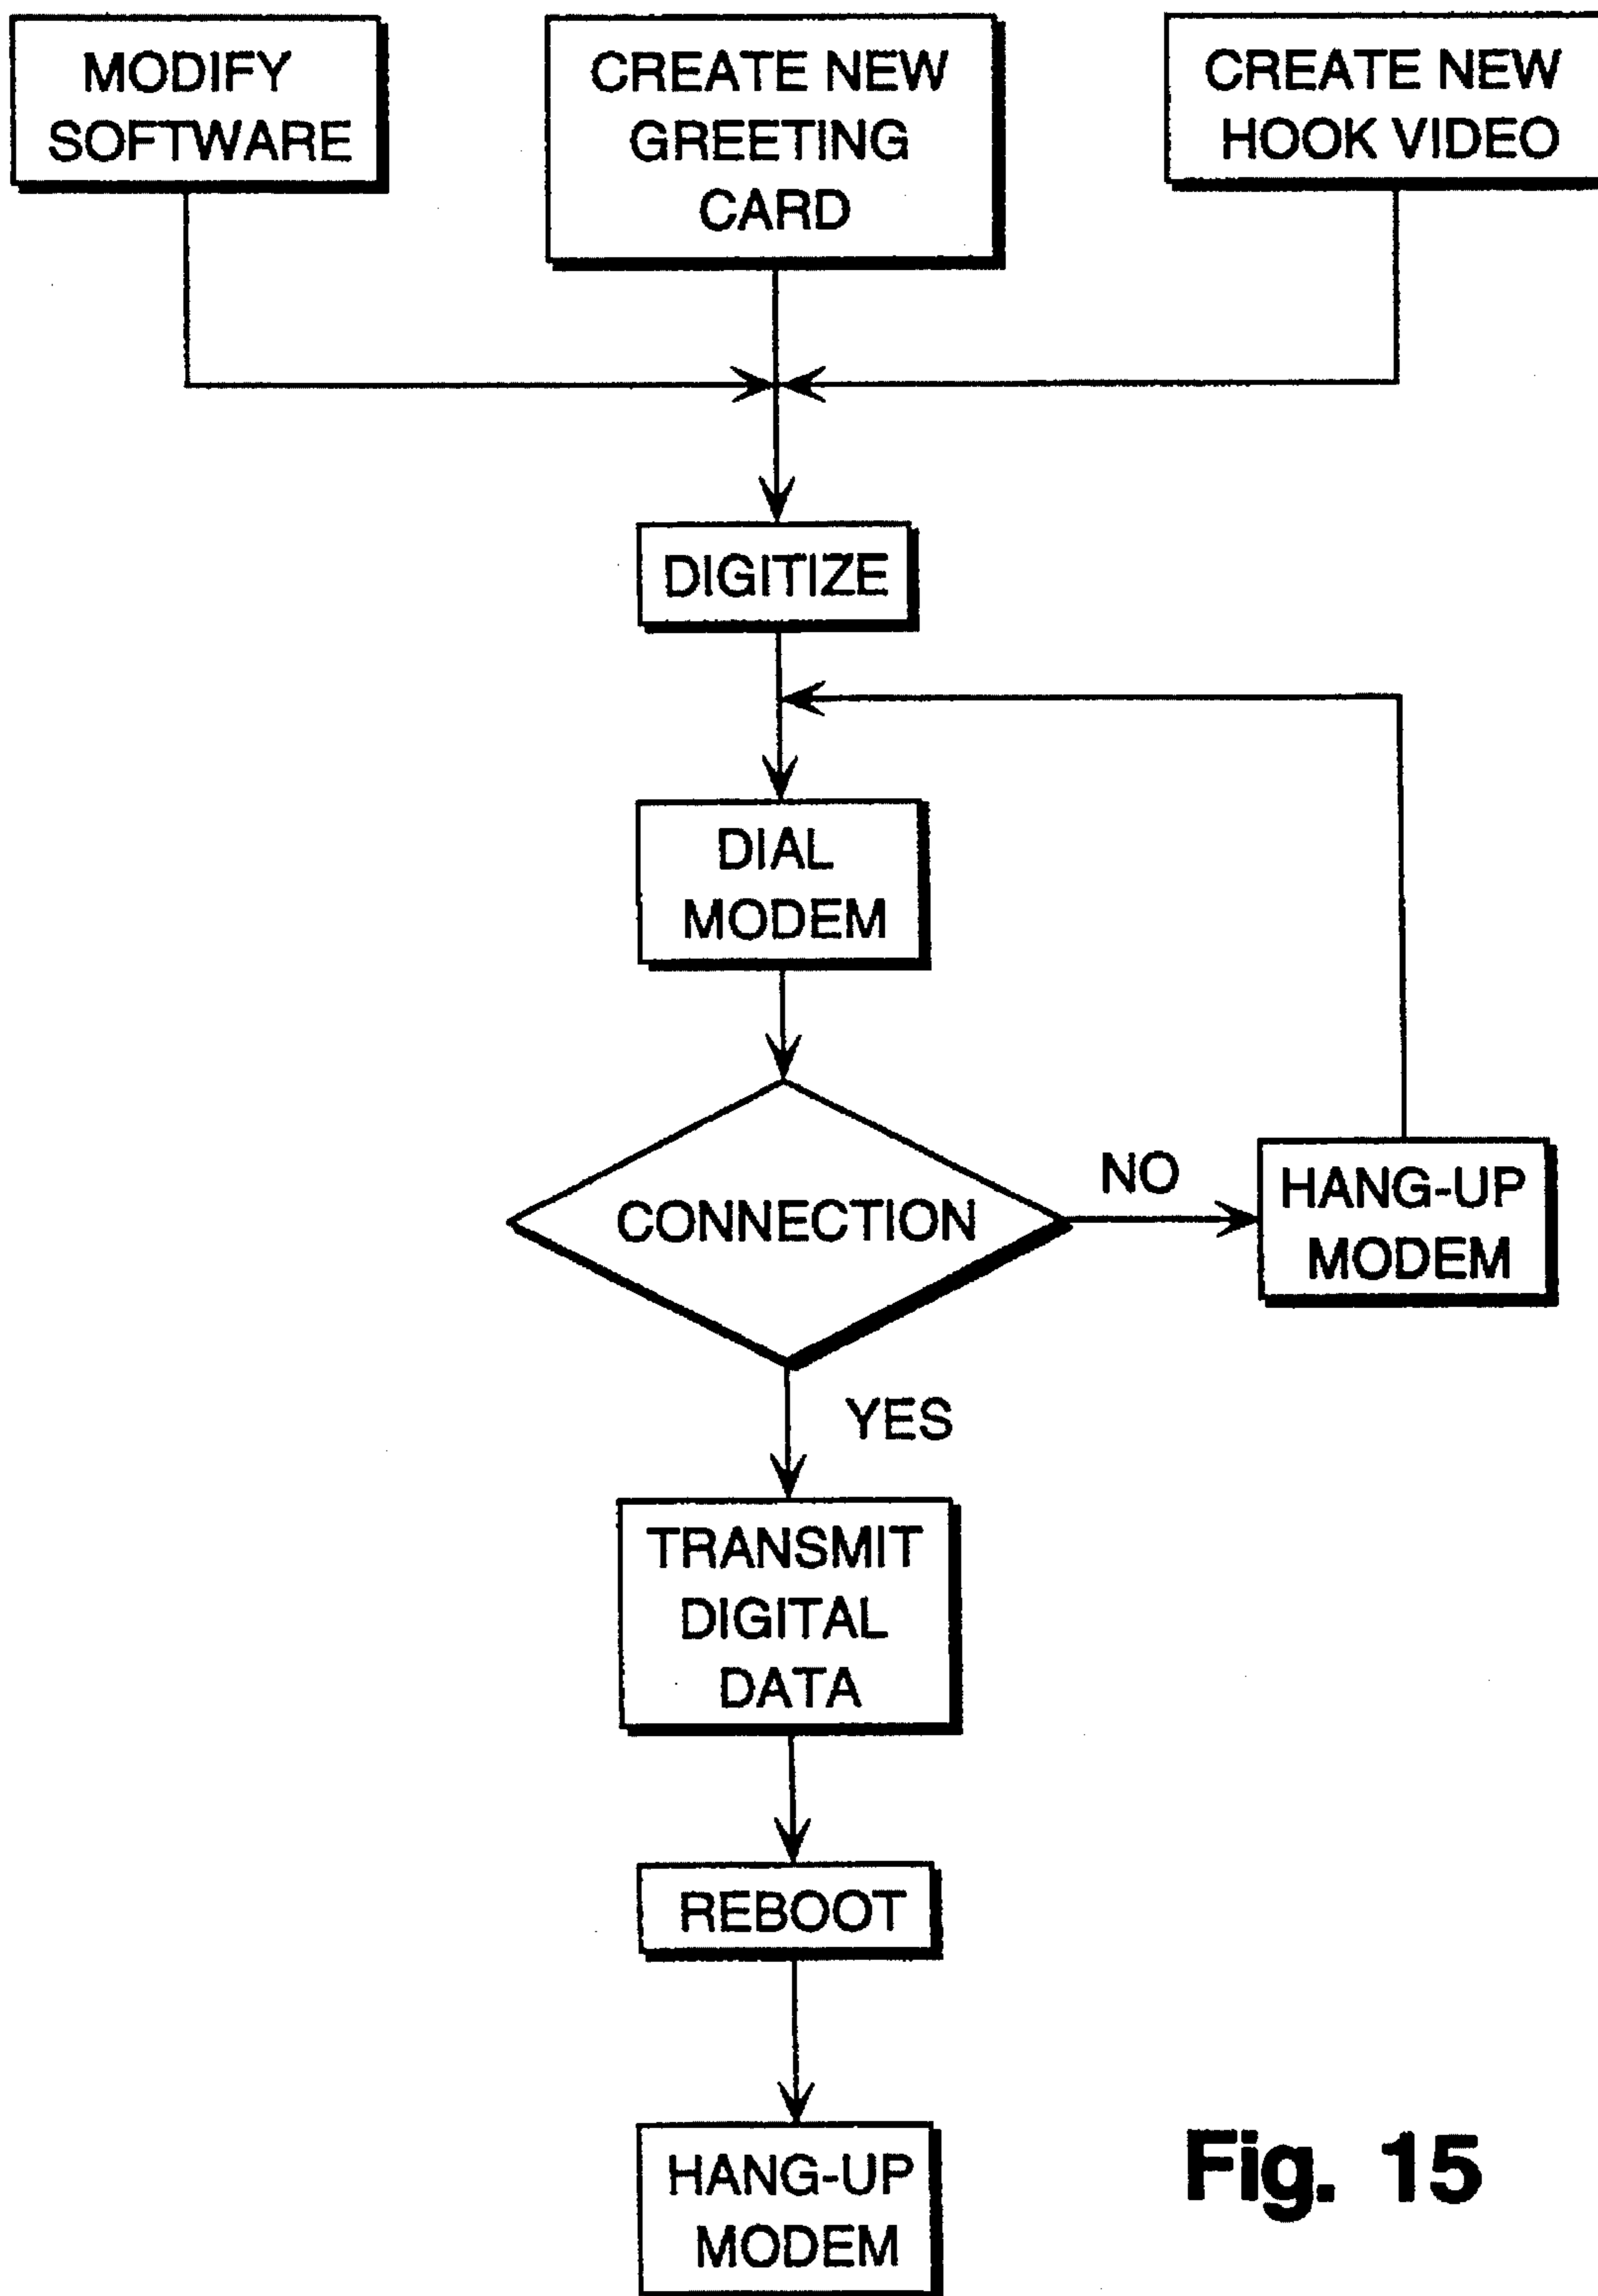 MODIFY
SOFTWARE
CREATE NEW
GREETING
CARD
CREATE NEW
HOOK VIDEO
DIGITIZE
DIAL
MODEM
CONNECTION
NO
HANG-UP
MODEM
YES
TRANSMIT
DIGITAL
DATA
REBOOT
HANG-UP
MODEM
Fig. 15